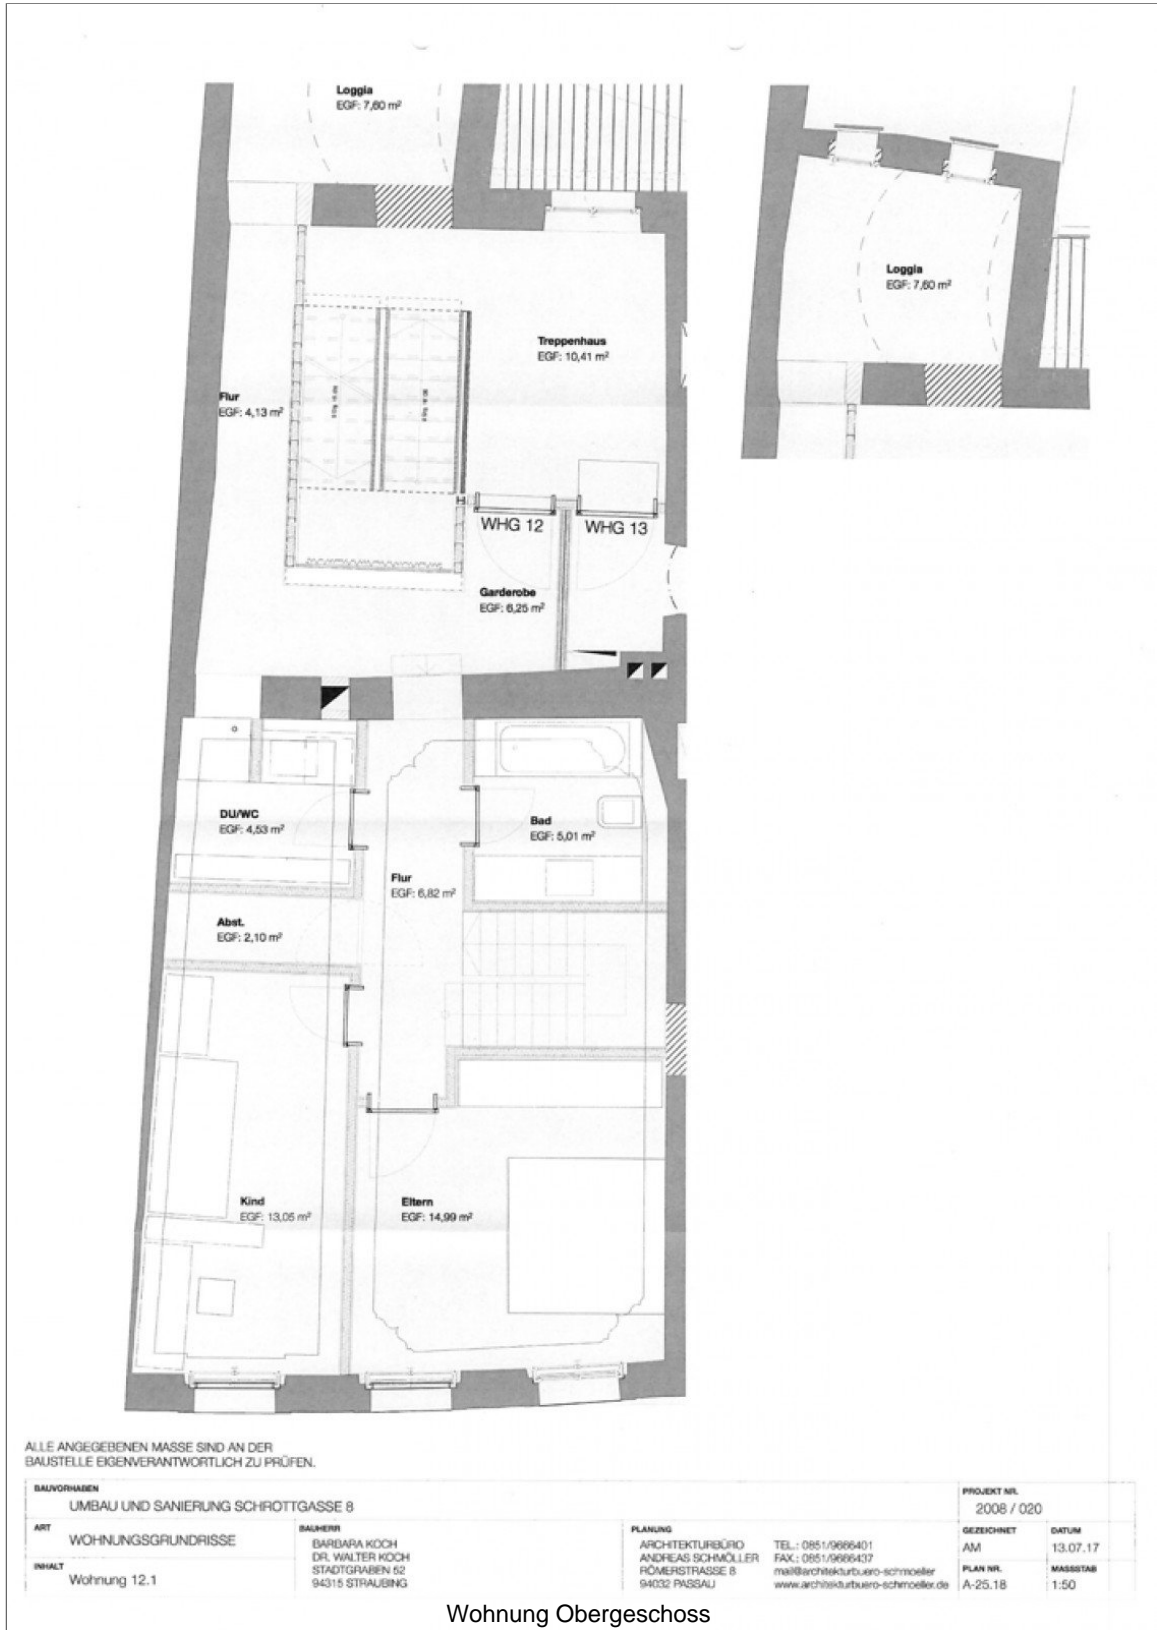 Loggia
EGF: 7,60 m²
Loggia
EGF: 7,60 m²
Treppenhaus
EGF: 10,41 m²
Flur
EGF: 4,13 m²
WHG 12
WHG 13
Garderobe
EGF: 6,25 m²
DU/WC
EGF: 4,53 m²
Bad
EGF: 5,01 m²
Flur
EGF: 6,82 m²
Abst.
EGF: 2,10 m²
Kind
EGF: 13,05 m²
Eltern
EGF: 14,99 m²
ALLE ANGEGEBENEN MASSE SIND AN DER
BAUSTELLE EIGENVERANTWORTLICH ZU PRÜFEN.
BAUVORHABEN
UMBAU UND SANIERUNG SCHROTTGASSE 8
PROJEKT NR.
2008 / 020
ART
WOHNUNGSGRUNDRISSE
INHALT
Wohnung 12.1
BAUHERR
BARBARA KOCH
DR. WALTER KOCH
STADTGRABEN 52
94315 STRAUBING
PLANUNG
ARCHITEKTURBÜRO
ANDREAS SCHMÖLLER
RÖMERSTRASSE 8
94032 PASSAU
TEL.: 0851/9666401
FAX.: 0851/9666437
mail@architekturbuero-schmoeller
www.architekturbuero-schmoeller.de
GEZEICHNET
AM
DATUM
13.07.17
PLAN NR.
A-25.18
MASSSTAB
1:50
Wohnung Obergeschoss